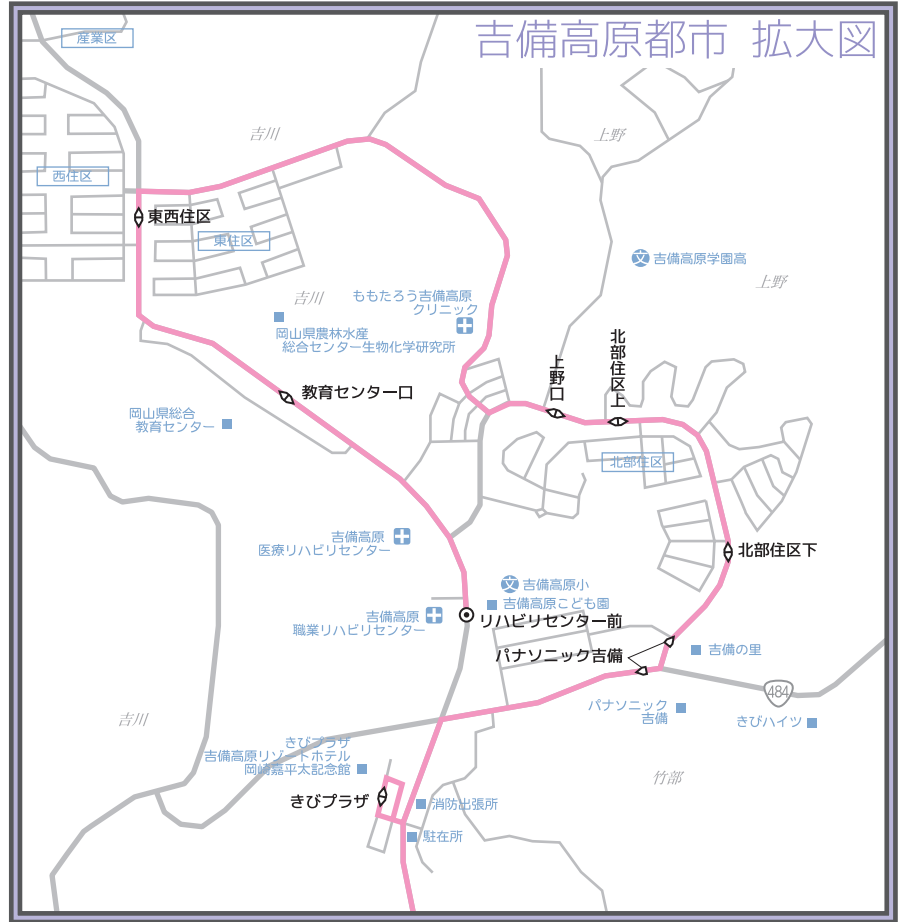 吉備高原都市 拡大図
産業区
吉川
上野
西住区
東西住区
東住区
吉備高原学園高
上野
吉川
ももたろう吉備高原
クリニック
岡山県農林水産
総合センター生物化学研究所
上野口
北部住区上
教育センター口
岡山県総合
教育センター
北部住区
吉備高原
医療リハビリセンター
北部住区下
吉備高原小
吉備高原こども園
吉備高原
職業リハビリセンター
リハビリセンター前
パナソニック吉備
吉備の里
484
パナソニック
吉備
きびハイツ
吉川
きびプラザ
吉備高原リゾートホテル
岡崎嘉平太記念館
竹部
きびプラザ
消防出張所
駐在所